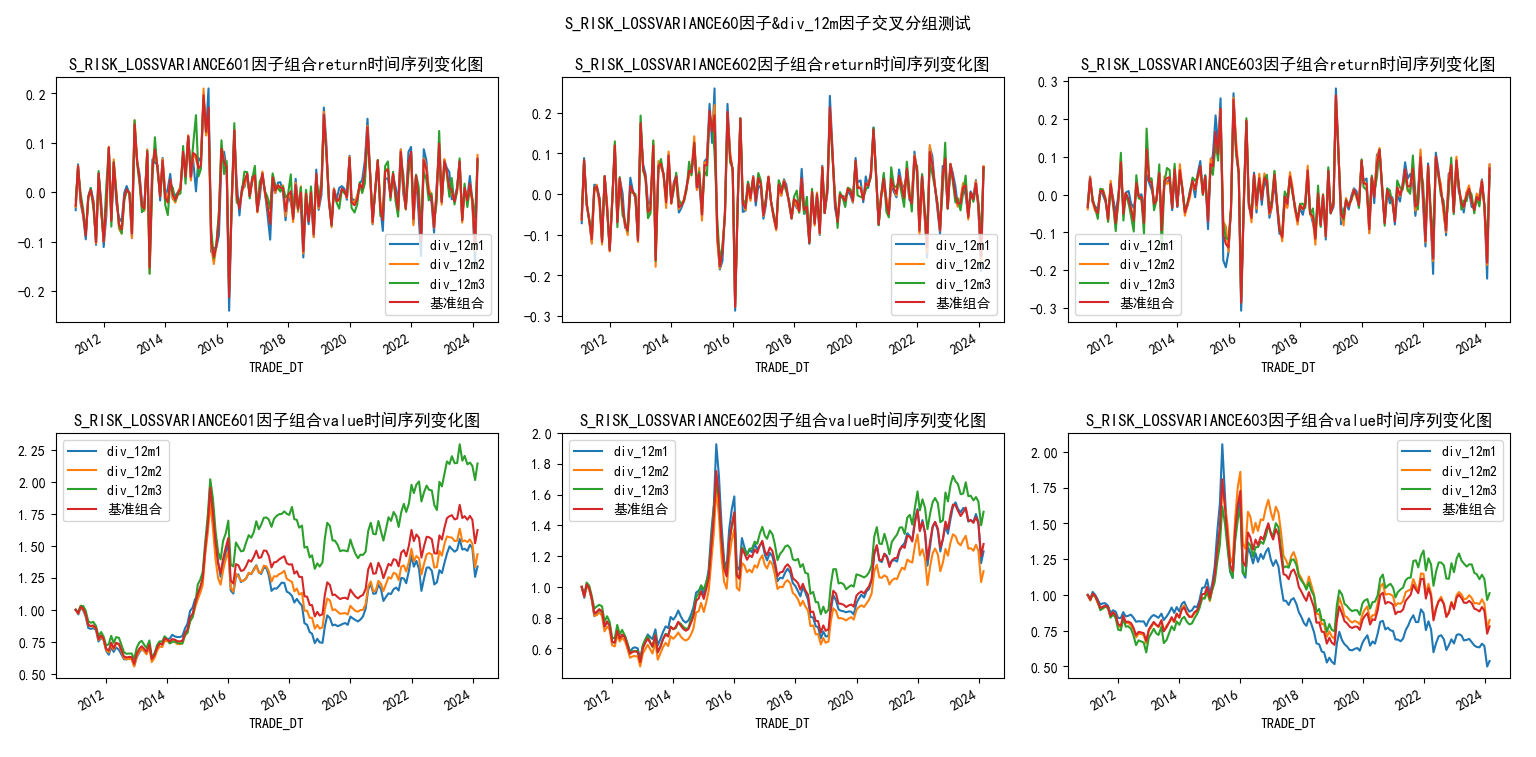 S_RISK_LOSSVARIANCE60因子&div_12m因子交叉分组测试
S_RISK_LOSSVARIANCE601因子组合return时间序列变化图
0.2
0.1
0.0
−0.1
−0.2
div_12m1
div_12m2
div_12m3
基准组合
2012 2014 2016 2018 2020 2022 2024
TRADE_DT
S_RISK_LOSSVARIANCE602因子组合return时间序列变化图
0.2
0.1
0.0
−0.1
−0.2
−0.3
div_12m1
div_12m2
div_12m3
基准组合
2012 2014 2016 2018 2020 2022 2024
TRADE_DT
S_RISK_LOSSVARIANCE603因子组合return时间序列变化图
0.3
0.2
0.1
0.0
−0.1
−0.2
−0.3
div_12m1
div_12m2
div_12m3
基准组合
2012 2014 2016 2018 2020 2022 2024
TRADE_DT
S_RISK_LOSSVARIANCE601因子组合value时间序列变化图
2.25
2.00
1.75
1.50
1.25
1.00
0.75
0.50
div_12m1
div_12m2
div_12m3
基准组合
2012 2014 2016 2018 2020 2022 2024
TRADE_DT
S_RISK_LOSSVARIANCE602因子组合value时间序列变化图
2.0
1.8
1.6
1.4
1.2
1.0
0.8
0.6
div_12m1
div_12m2
div_12m3
基准组合
2012 2014 2016 2018 2020 2022 2024
TRADE_DT
S_RISK_LOSSVARIANCE603因子组合value时间序列变化图
2.00
1.75
1.50
1.25
1.00
0.75
0.50
div_12m1
div_12m2
div_12m3
基准组合
2012 2014 2016 2018 2020 2022 2024
TRADE_DT